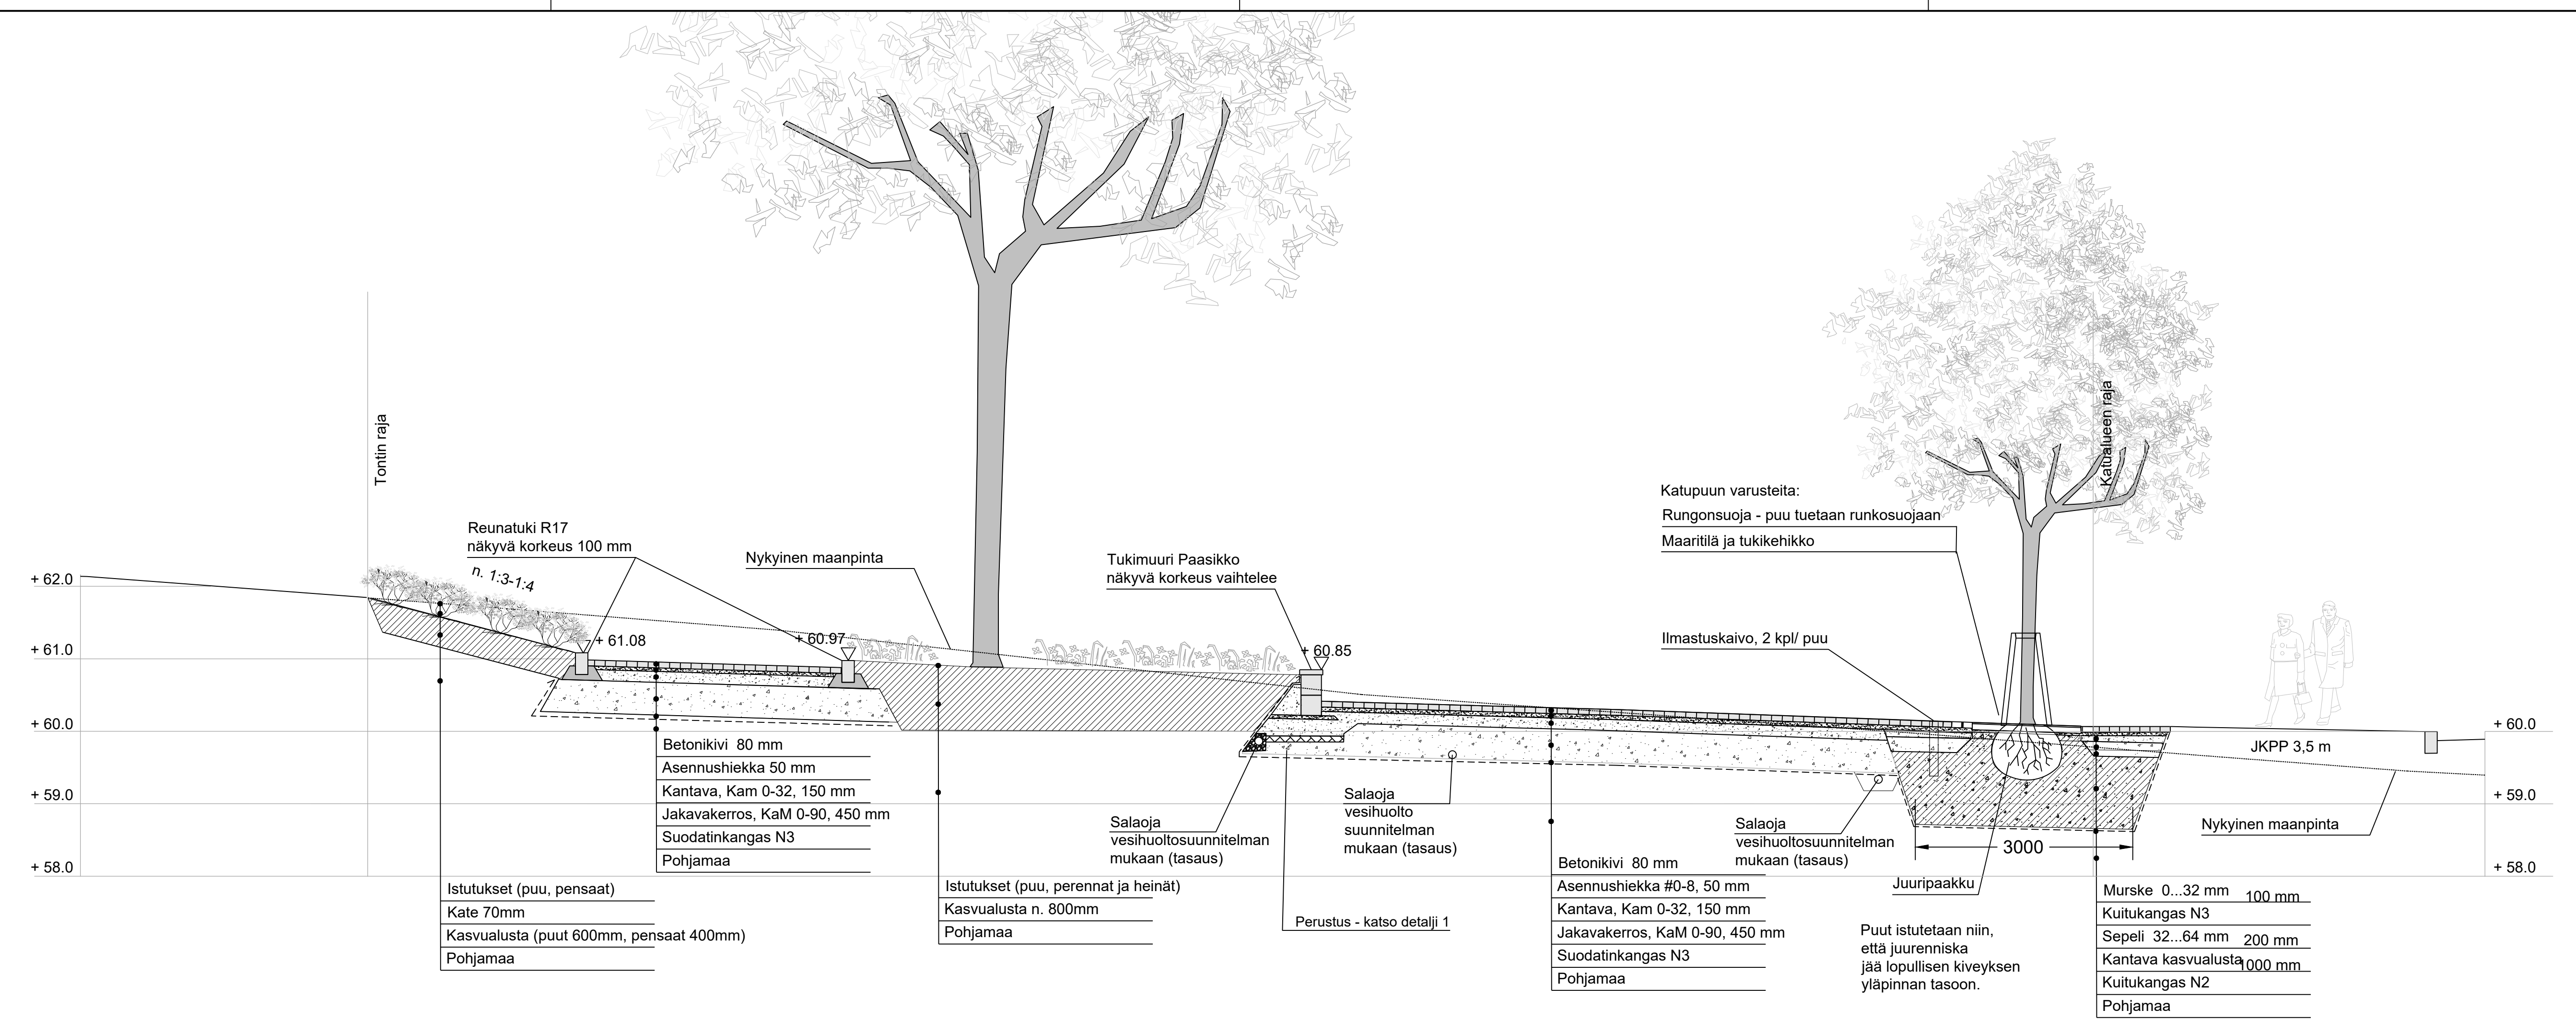 Tontin raja
Katualueen raja
Katupuun varusteita:
Rungonsuoja - puu tuetaan runkosuojaan
Maaritilä ja tukikehikko
Reunatuki R17
näkyvä korkeus 100 mm
Nykyinen maanpinta
Tukimuuri Paasikko
näkyvä korkeus vaihtelee
n. 1:3-1:4
+ 62.0
+ 61.08
+ 60.97
+ 60.85
Ilmastuskaivo, 2 kpl/ puu
+ 61.0
+ 60.0
+ 60.0
JKPP 3,5 m
Betonikivi  80 mm
Asennushiekka 50 mm
Kantava, Kam 0-32, 150 mm
Jakavakerros, KaM 0-90, 450 mm
Suodatinkangas N3
Pohjamaa
+ 59.0
+ 59.0
Salaoja
vesihuoltosuunnitelman
mukaan (tasaus)
Salaoja
vesihuolto
suunnitelman
mukaan (tasaus)
Salaoja
vesihuoltosuunnitelman
mukaan (tasaus)
3000
Nykyinen maanpinta
+ 58.0
+ 58.0
Istutukset (puu, pensaat)
Kate 70mm
Kasvualusta (puut 600mm, pensaat 400mm)
Pohjamaa
Istutukset (puu, perennat ja heinät)
Kasvualusta n. 800mm
Pohjamaa
Perustus - katso detalji 1
Betonikivi  80 mm
Asennushiekka #0-8, 50 mm
Kantava, Kam 0-32, 150 mm
Jakavakerros, KaM 0-90, 450 mm
Suodatinkangas N3
Pohjamaa
Juuripaakku
Puut istutetaan niin,
että juurenniska
jää lopullisen kiveyksen
yläpinnan tasoon.
Murske  0...32 mm 100 mm
Kuitukangas N3
Sepeli  32...64 mm 200 mm
Kantava kasvualusta 1000 mm
Kuitukangas N2
Pohjamaa